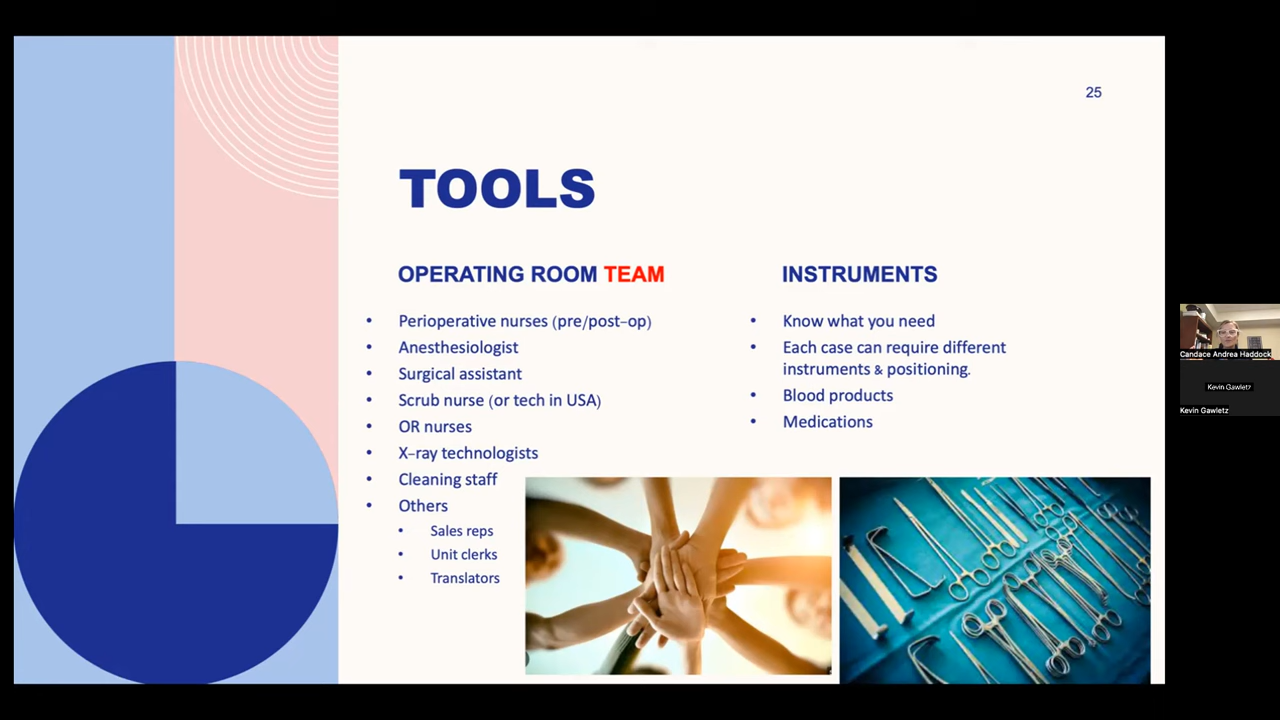 25
TOOLS
OPERATING ROOM TEAM
• Perioperative nurses (pre/post-op)
• Anesthesiologist
• Surgical assistant
• Scrub nurse (or tech in USA)
• OR nurses
• X-ray technologists
• Cleaning staff
• Others
• Sales reps
• Unit clerks
• Translators
INSTRUMENTS
• Know what you need
• Each case can require different
instruments & positioning.
• Blood products
• Medications
Candace Andrea Haddock
Kevin Gawletz
Kevin Gawletz